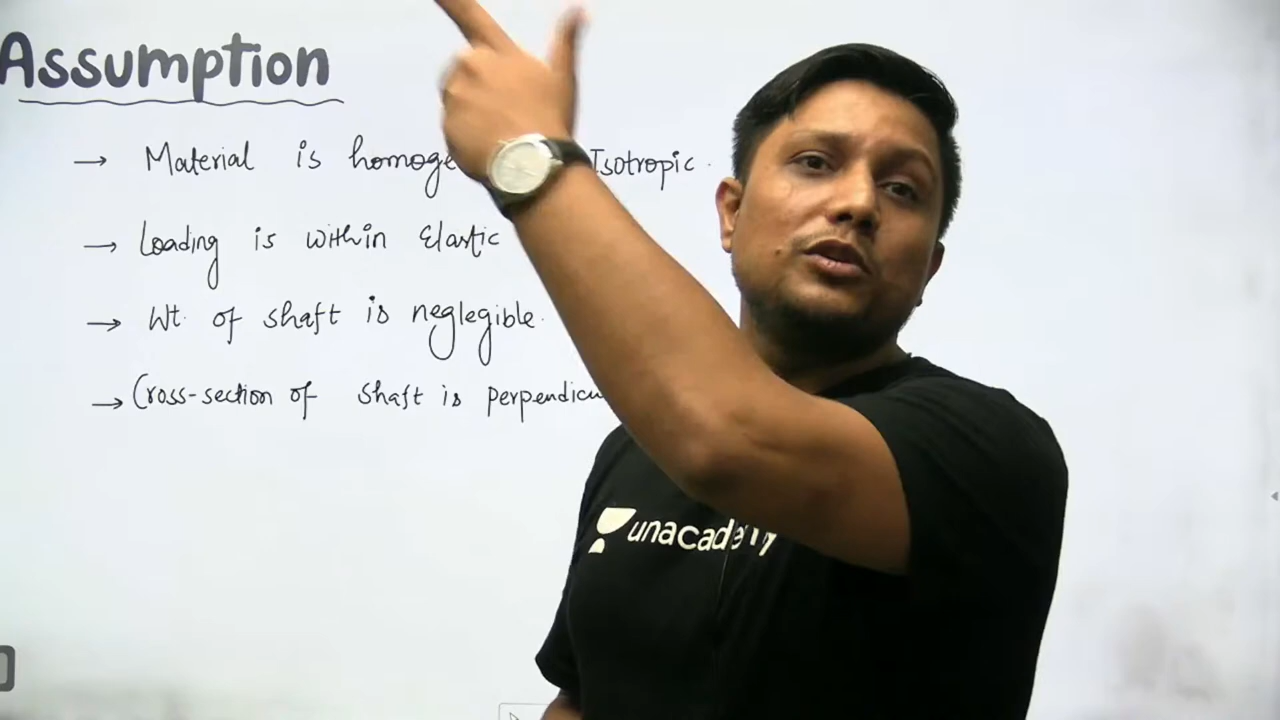 Assumption
→ Material is homoge Isotropic.
→ Loading is within Elastic
→ Wt. of shaft is neglegible.
→ Cross-section of shaft is perpendicu
unacademy